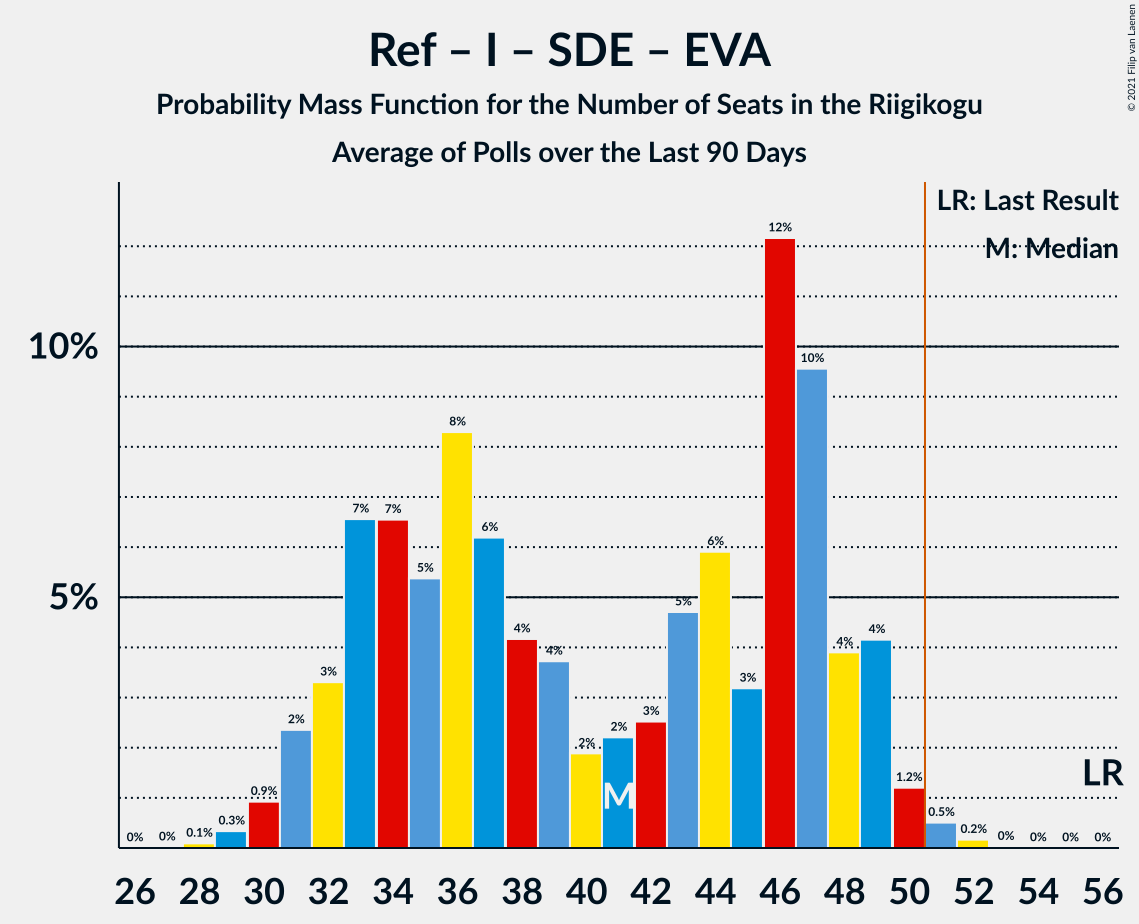 Ref – I – SDE – EVA
Probability Mass Function for the Number of Seats in the Riigikogu
Average of Polls over the Last 90 Days
© 2021 Filip van Laenen
LR: Last Result
M: Median
10%
5%
0% 0% 0.1% 0.3% 0.9% 2% 3% 7% 7% 5% 8% 6% 4% 4% 2% 2% 3% 5% 6% 3% 12% 10% 4% 4% 1.2% 0.5% 0.2% 0% 0% 0% 0%
M
LR
26 28 30 32 34 36 38 40 42 44 46 48 50 52 54 56